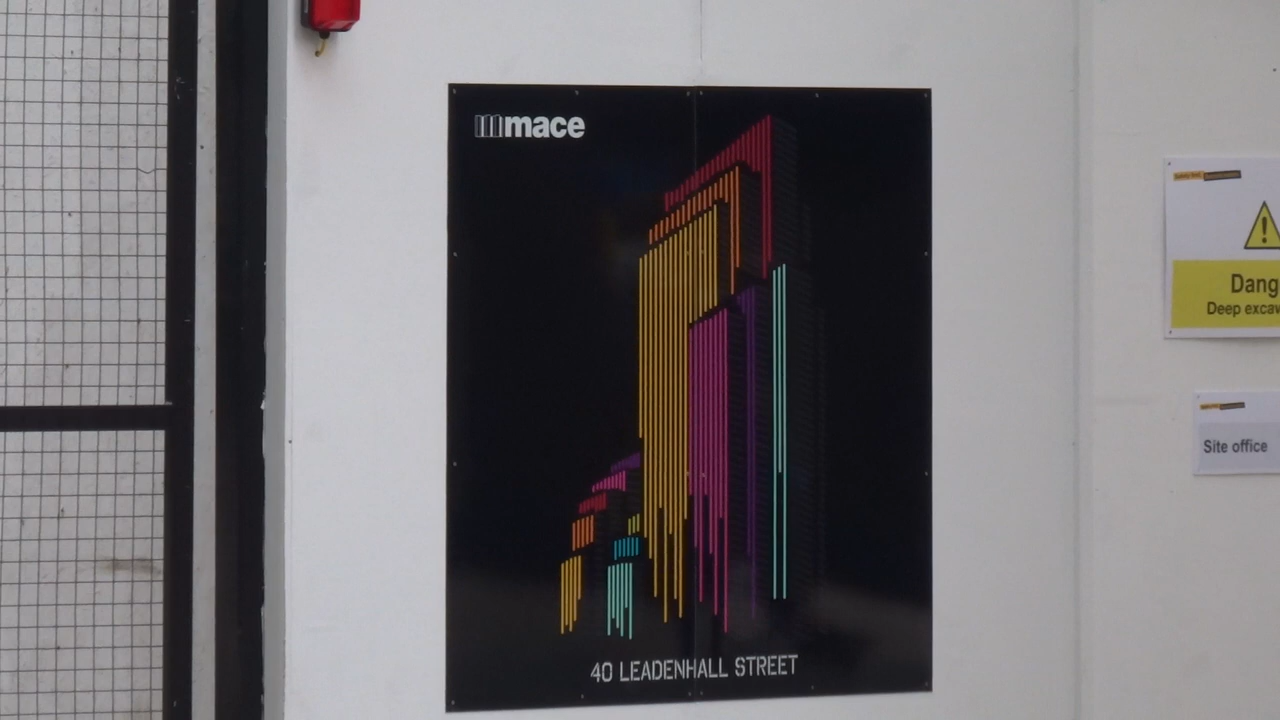 mace
40 LEADENHALL STREET
Dang
Deep excav
Site office